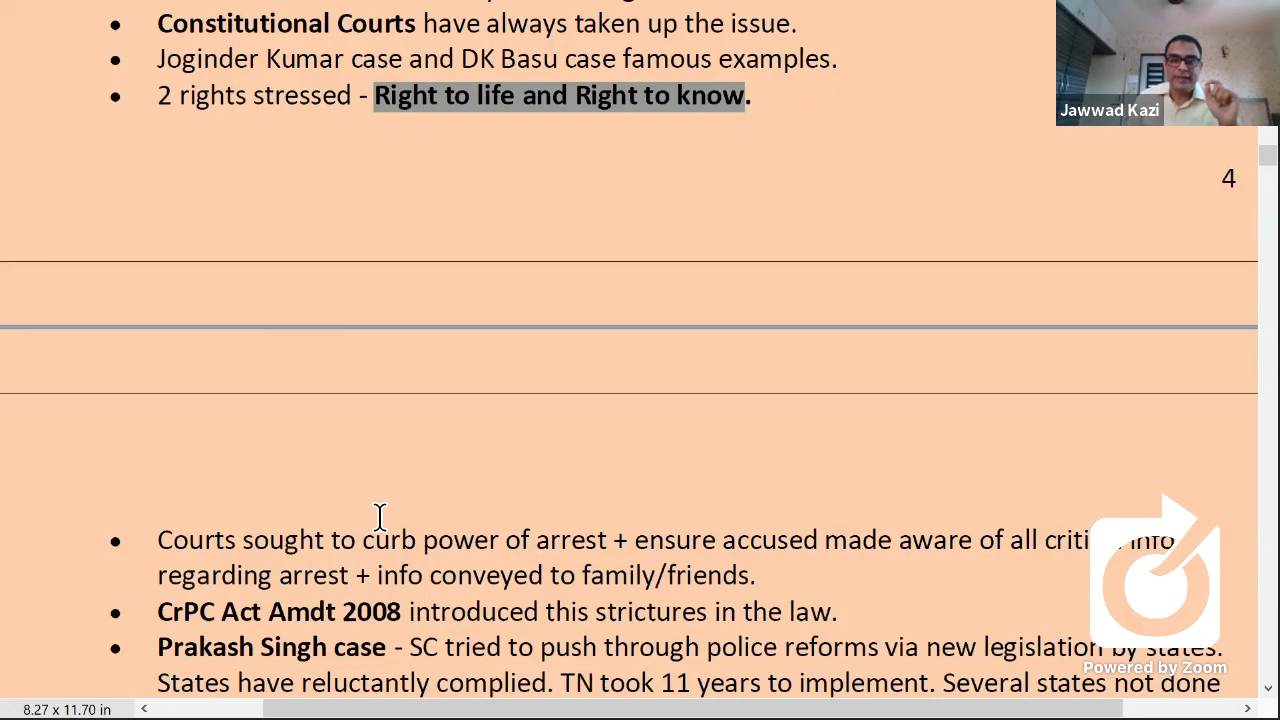 Constitutional Courts have always taken up the issue.
Joginder Kumar case and DK Basu case famous examples.
2 rights stressed - Right to life and Right to know.
Jawwad Kazi
4
Courts sought to curb power of arrest + ensure accused made aware of all info
regarding arrest + info conveyed to family/friends.
CrPC Act Amdt 2008 introduced this strictures in the law.
Prakash Singh case - SC tried to push through police reforms via new legislation by states.
States have reluctantly complied. TN took 11 years to implement. Several states not done
Powered by Zoom
8.27 x 11.70 in